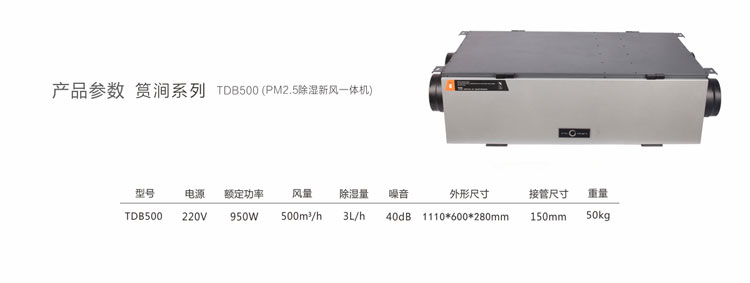 产品参数 筼涧系列 TDB500 (PM2.5除湿新风一体机)
型号 电源 额定功率 风量 除湿量 噪音 外形尺寸 接管尺寸 重量
TDB500 220V 950W 500m³/h 3L/h 40dB 1110*600*280mm 150mm 50kg